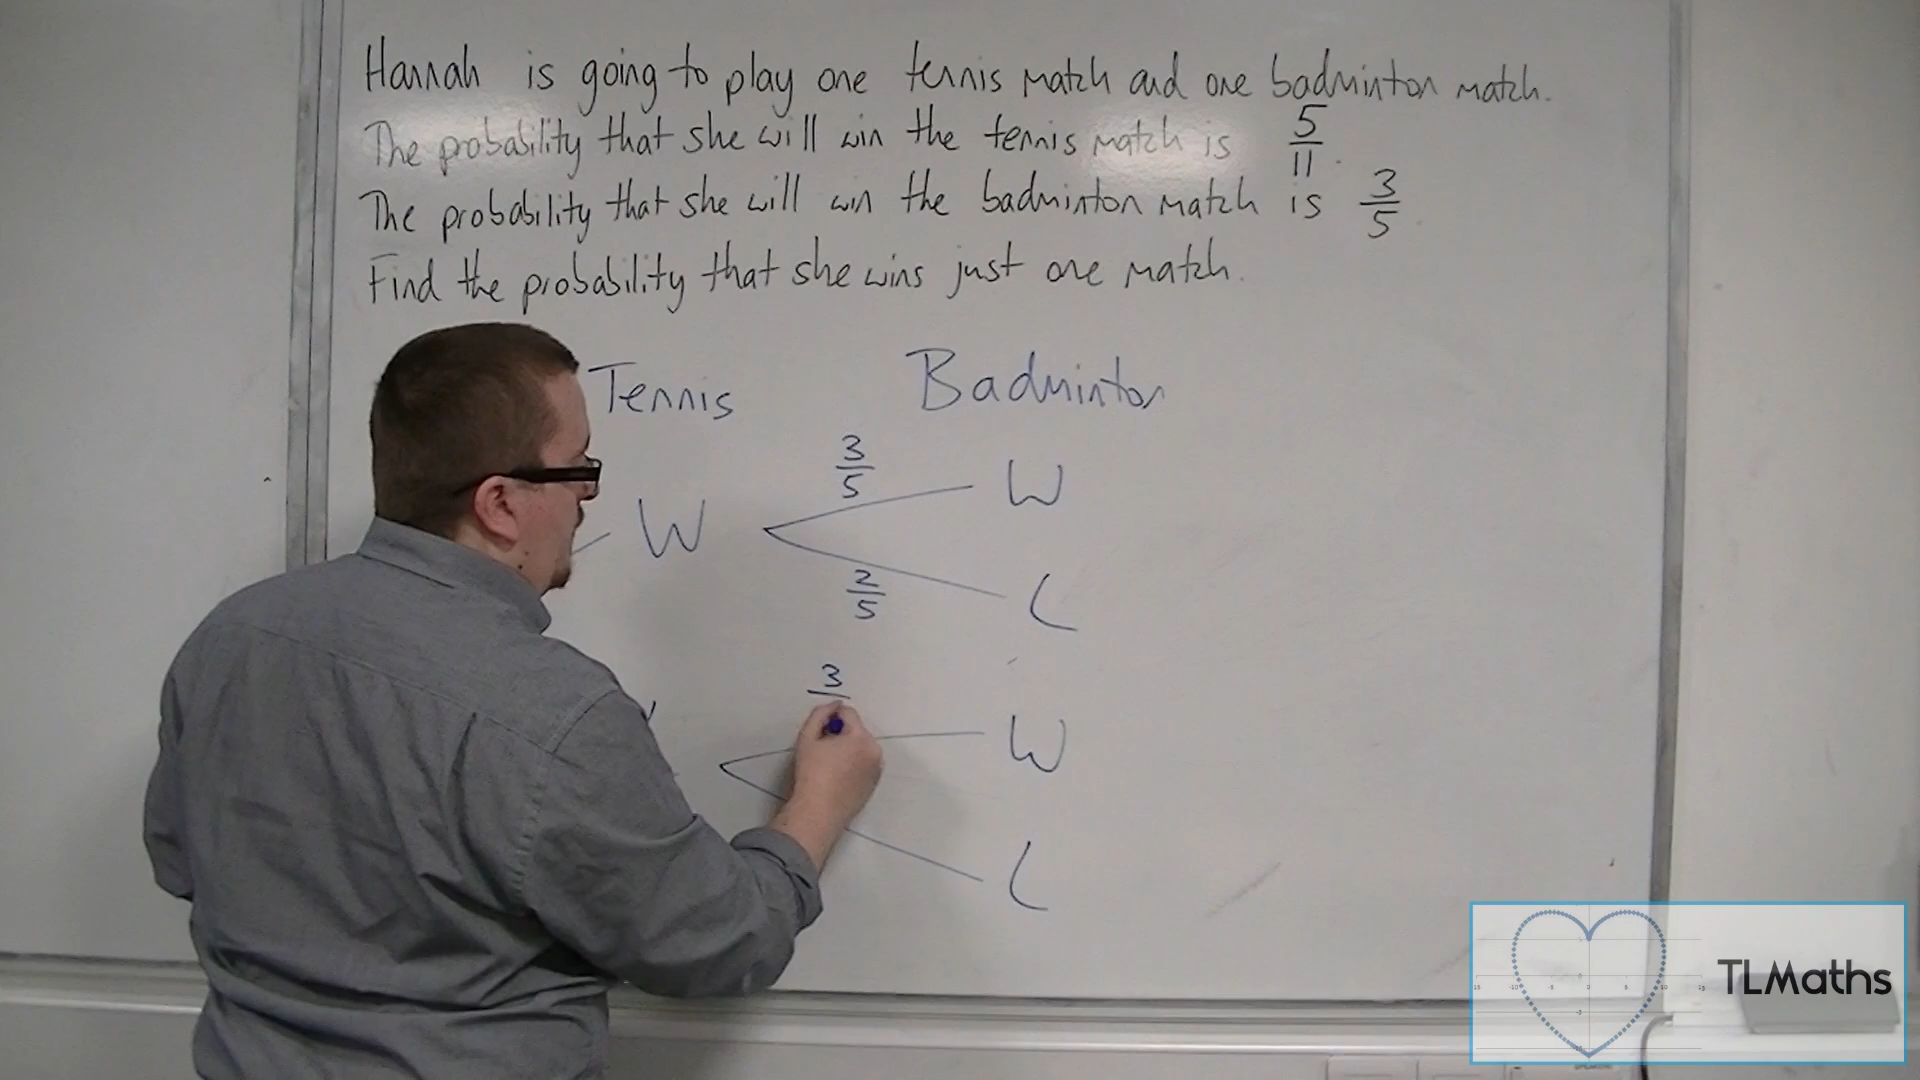 Hannah is going to play one tennis match and one badminton match.
The probability that she will win the tennis match is 5/11.
The probability that she will win the badminton match is 3/5
Find the probability that she wins just one match.
Tennis Badminton
3/5
W
W
2/5
L
3
W
L
TLMaths